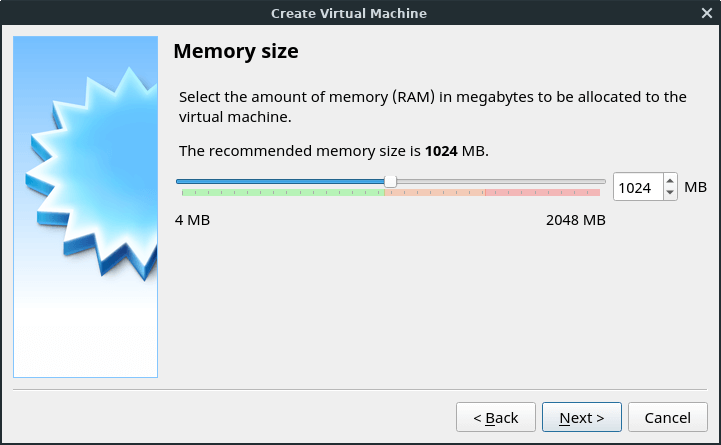 Create Virtual Machine
Memory size
Select the amount of memory (RAM) in megabytes to be allocated to the
virtual machine.
The recommended memory size is 1024 MB.
1024 MB
4 MB 2048 MB
< Back Next > Cancel